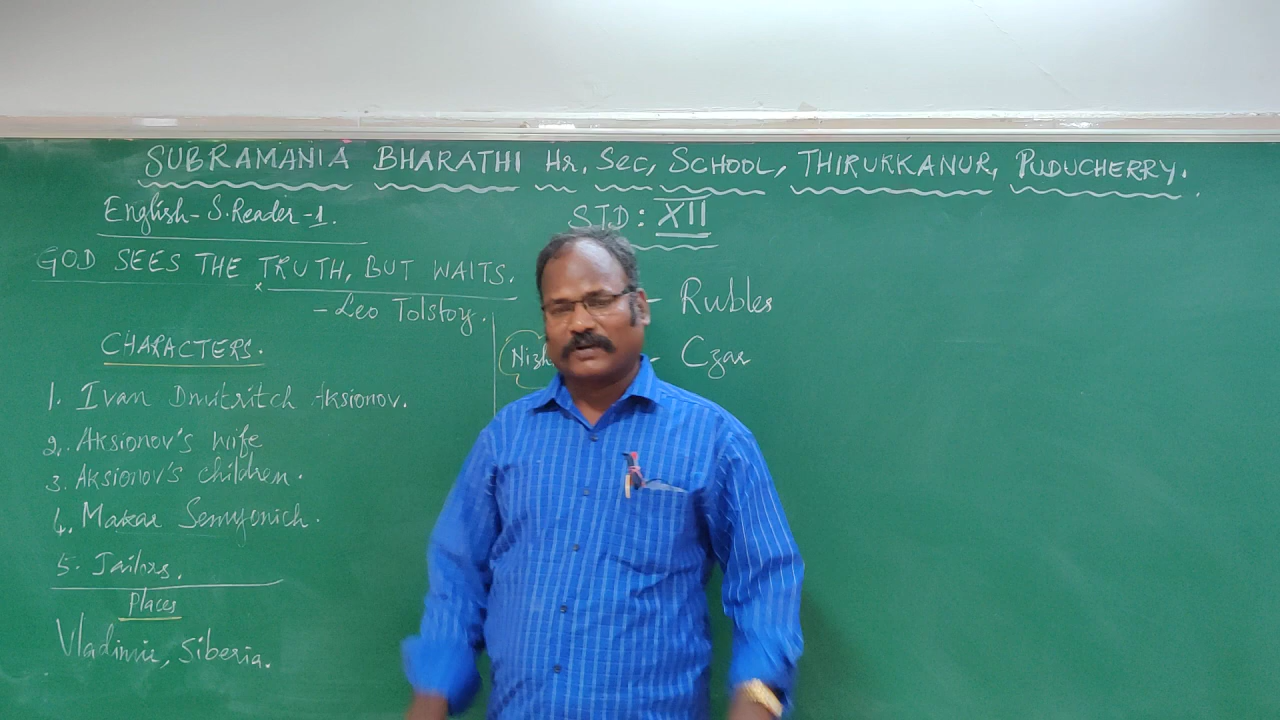 SUBRAMANIA BHARATHI Hr. Sec, SCHOOL, THIRUKKANUR, PUDUCHERRY.
English - S. Reader - 1.
STD: XII
GOD SEES THE TRUTH, BUT WAITS.
- Leo Tolstoy.
CHARACTERS.
1. Ivan Dmitritch Aksionov.
2. Aksionov's wife
3. Aksionov's children.
4. Makar Semyonich.
5. Jailors.
Places
Vladimir, Siberia.
- Rubles
Nizh
- Czar